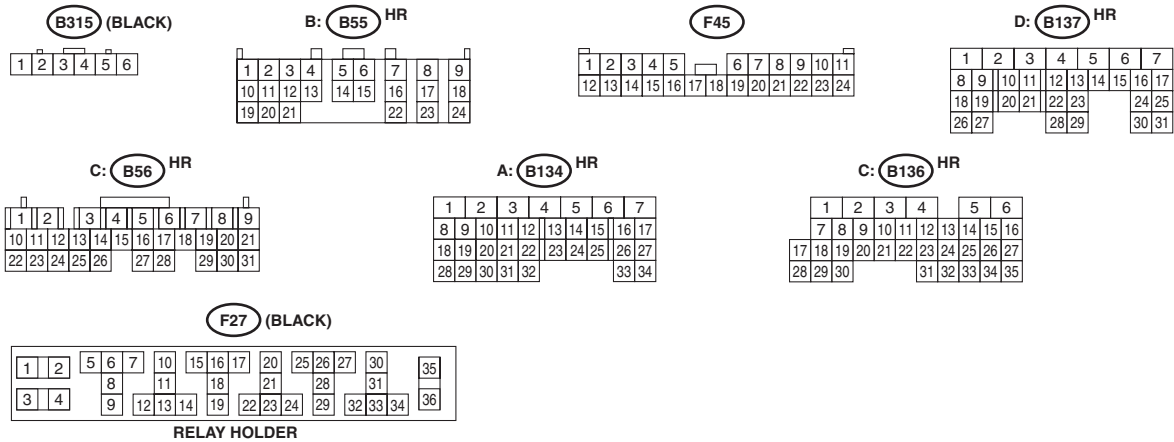 B315 (BLACK)
1 2 3 4 5 6
B: B55 HR
1 2 3 4 5 6 7 8 9
10 11 12 13 14 15 16 17 18
19 20 21 22 23 24
F45
1 2 3 4 5 6 7 8 9 10 11
12 13 14 15 16 17 18 19 20 21 22 23 24
D: B137 HR
1 2 3 4 5 6 7
8 9 10 11 12 13 14 15 16 17
18 19 20 21 22 23 24 25
26 27 28 29 30 31
C: B56 HR
1 2 3 4 5 6 7 8 9
10 11 12 13 14 15 16 17 18 19 20 21
22 23 24 25 26 27 28 29 30 31
A: B134 HR
1 2 3 4 5 6 7
8 9 10 11 12 13 14 15 16 17
18 19 20 21 22 23 24 25 26 27
28 29 30 31 32 33 34
C: B136 HR
1 2 3 4 5 6
7 8 9 10 11 12 13 14 15 16
17 18 19 20 21 22 23 24 25 26 27
28 29 30 31 32 33 34 35
F27 (BLACK)
1 2 5 6 7 10 15 16 17 20 25 26 27 30 35
8 11 18 21 28 31
3 4 9 12 13 14 19 22 23 24 29 32 33 34 36
RELAY HOLDER